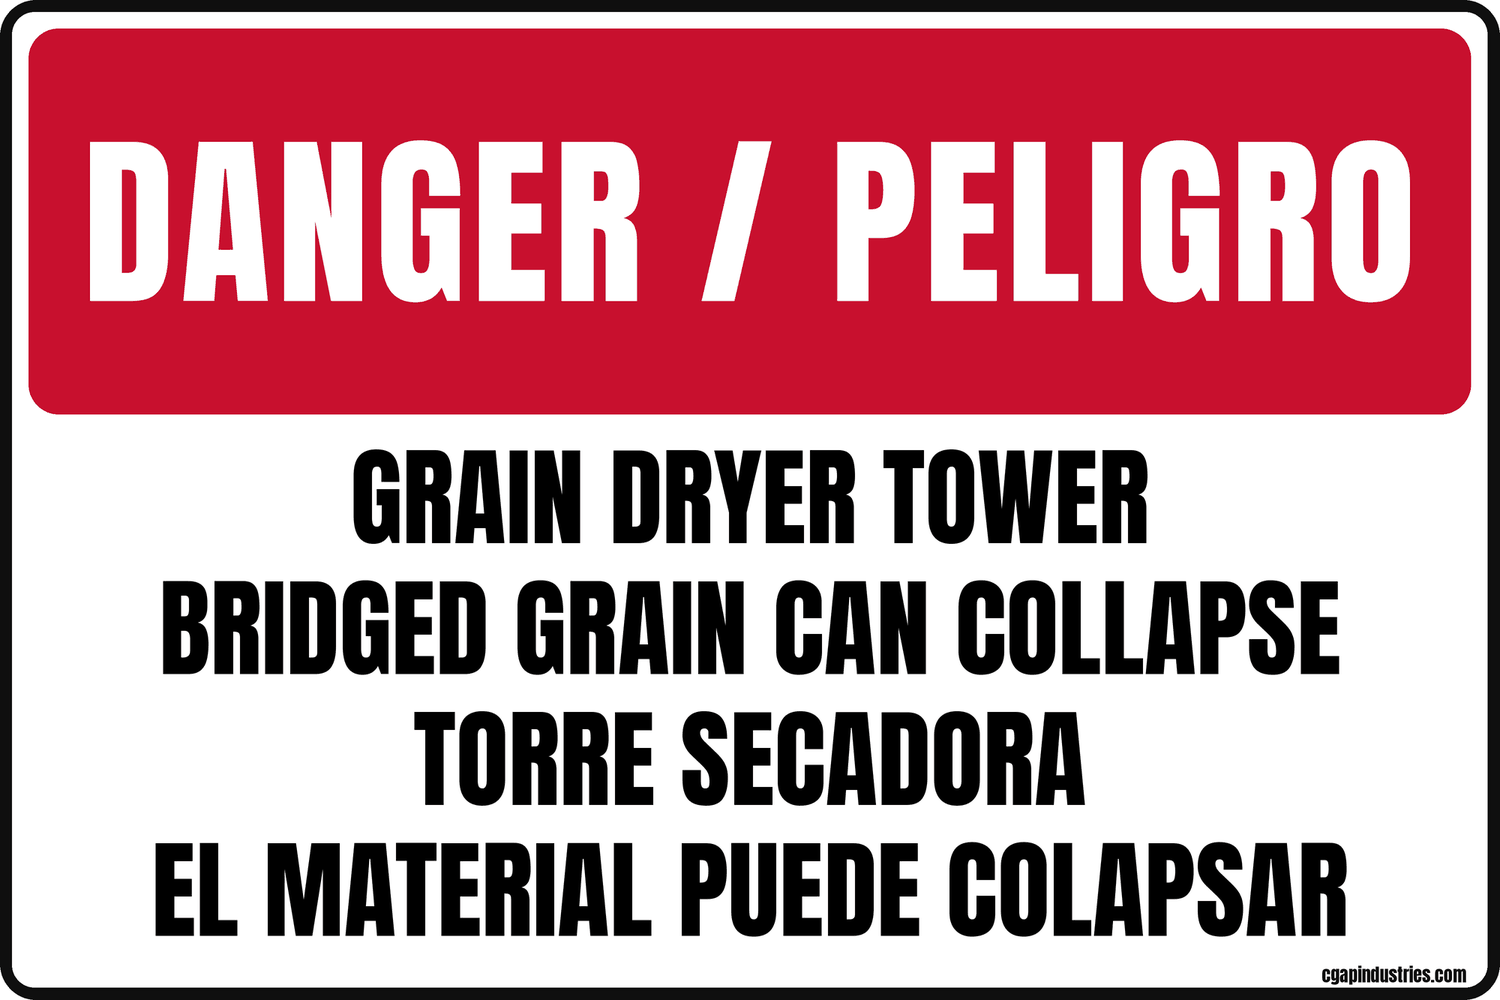 DANGER / PELIGRO
GRAIN DRYER TOWER
BRIDGED GRAIN CAN COLLAPSE
TORRE SECADORA
EL MATERIAL PUEDE COLAPSAR
cgapindustries.com